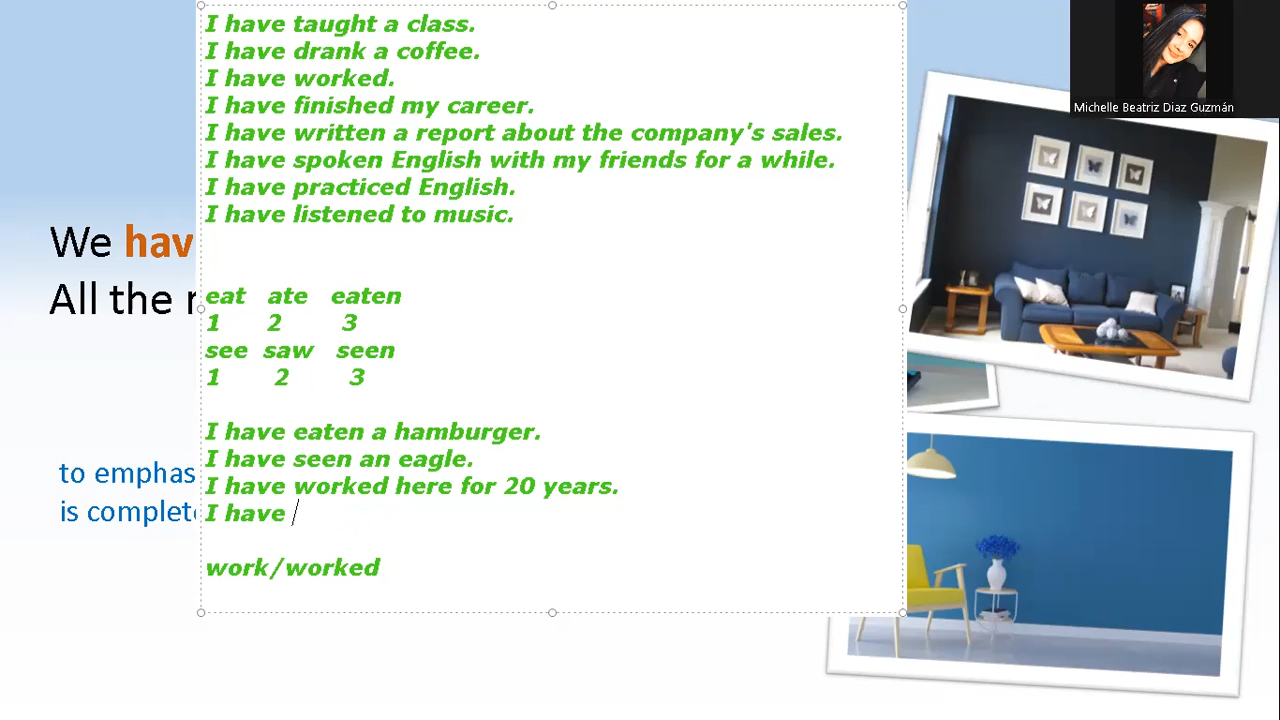 I have taught a class.
I have drank a coffee.
I have worked.
I have finished my career.
I have written a report about the company's sales.
I have spoken English with my friends for a while.
I have practiced English.
I have listened to music.
We hav
All the r
eat ate eaten
1 2 3
see saw seen
1 2 3
I have eaten a hamburger.
I have seen an eagle.
to emphas
I have worked here for 20 years.
is complet
I have
work/worked
Michelle Beatriz Diaz Guzmán